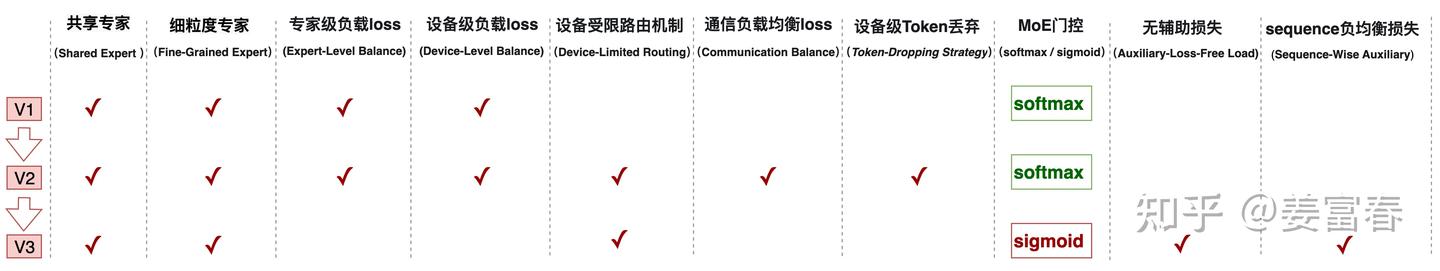 共享专家 细粒度专家 专家级负载loss 设备级负载loss 设备受限路由机制 通信负载均衡loss 设备级Token丢弃 MoE门控 无辅助损失 sequence负均衡损失
(Shared Expert ) (Fine-Grained Expert) (Expert-Level Balance) (Device-Level Balance) (Device-Limited Routing) (Communication Balance) (Token-Dropping Strategy) (softmax / sigmoid) (Auxiliary-Loss-Free Load) (Sequence-Wise Auxiliary)
V1 ✓ ✓ ✓ ✓ softmax
V2 ✓ ✓ ✓ ✓ ✓ ✓ ✓ softmax
V3 ✓ ✓ ✓ sigmoid ✓ ✓
知乎 @姜富春